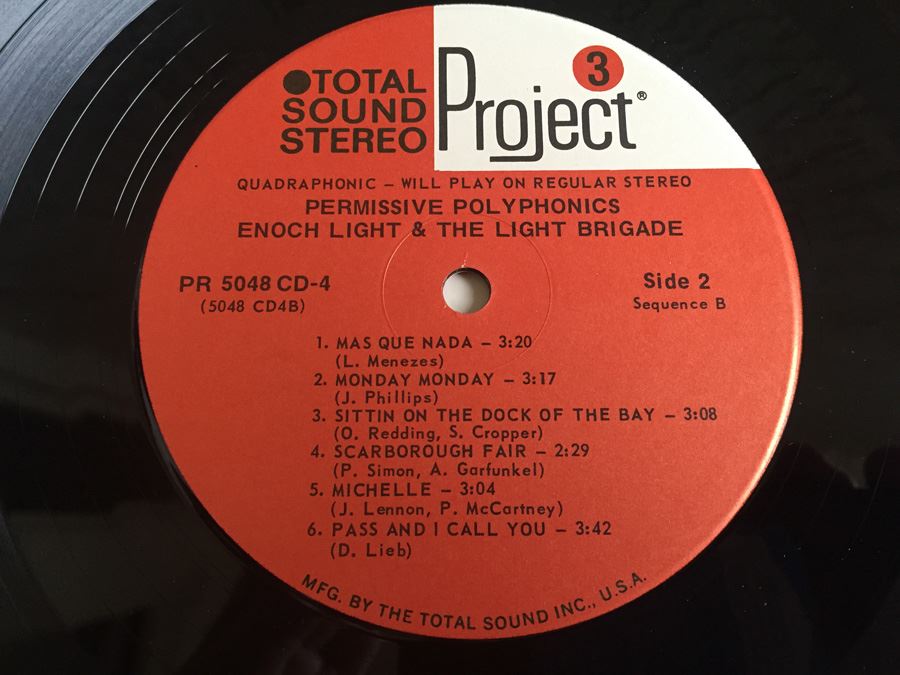 TOTAL
SOUND
STEREO
Project®
3
QUADRAPHONIC – WILL PLAY ON REGULAR STEREO
PERMISSIVE POLYPHONICS
ENOCH LIGHT & THE LIGHT BRIGADE
PR 5048 CD-4
(5048 CD4B)
Side 2
Sequence B
1. MAS QUE NADA – 3:20
(L. Menezes)
2. MONDAY MONDAY – 3:17
(J. Phillips)
3. SITTIN ON THE DOCK OF THE BAY – 3:08
(O. Redding, S. Cropper)
4. SCARBOROUGH FAIR – 2:29
(P. Simon, A. Garfunkel)
5. MICHELLE – 3:04
(J. Lennon, P. McCartney)
6. PASS AND I CALL YOU – 3:42
(D. Lieb)
MFG. BY THE TOTAL SOUND INC., U.S.A.